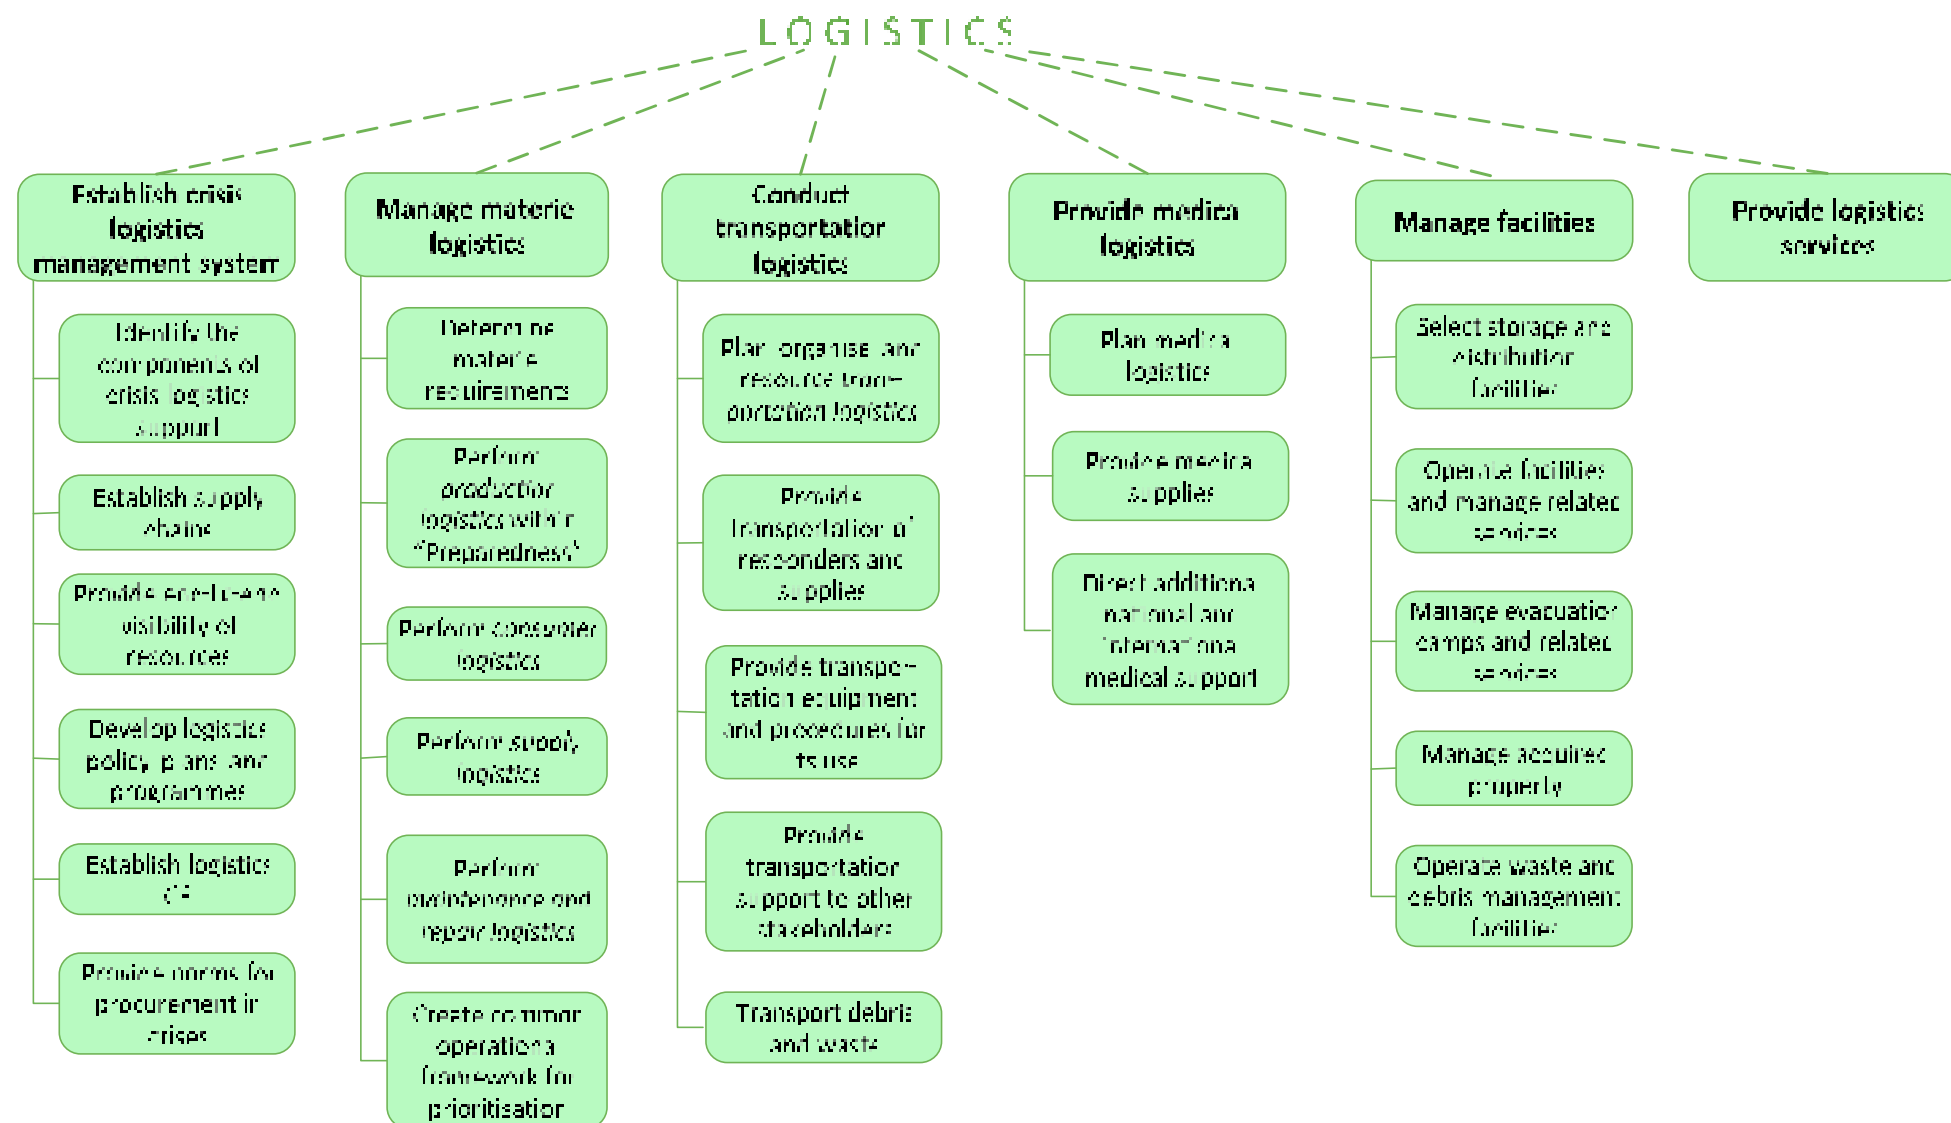 LOGISTICS
Establish crisis
logistics
management system
Identify the
components of
crisis logistics
support
Establish supply
chains
Provide end-to-end
visibility of
resources
Develop logistics
policy, plans and
programmes
Establish logistics
Provide norms for
procurement in
crises
Manage materiel
logistics
Determine
materiel
requirements
Perform
production
logistics within
"Preparedness"
Perform consumer
logistics
Perform supply
logistics
Perform
maintenance and
repair logistics
Create common
operational
framework for
prioritisation
Conduct
transportation
logistics
Plan, organise, and
resource trans-
portation logistics
Provide
transportation of
responders and
supplies
Provide transpor-
tation equipment
and procedures for
its use
Provide
transportation
support to other
stakeholders
Transport debris
and waste
Provide medical
logistics
Plan medical
logistics
Provide medical
supplies
Direct additional
national and
international
medical support
Manage facilities
Select storage and
distribution
facilities
Operate facilities
and manage related
services
Manage evacuation
camps and related
services
Manage acquired
property
Operate waste and
debris management
facilities
Provide logistics
services